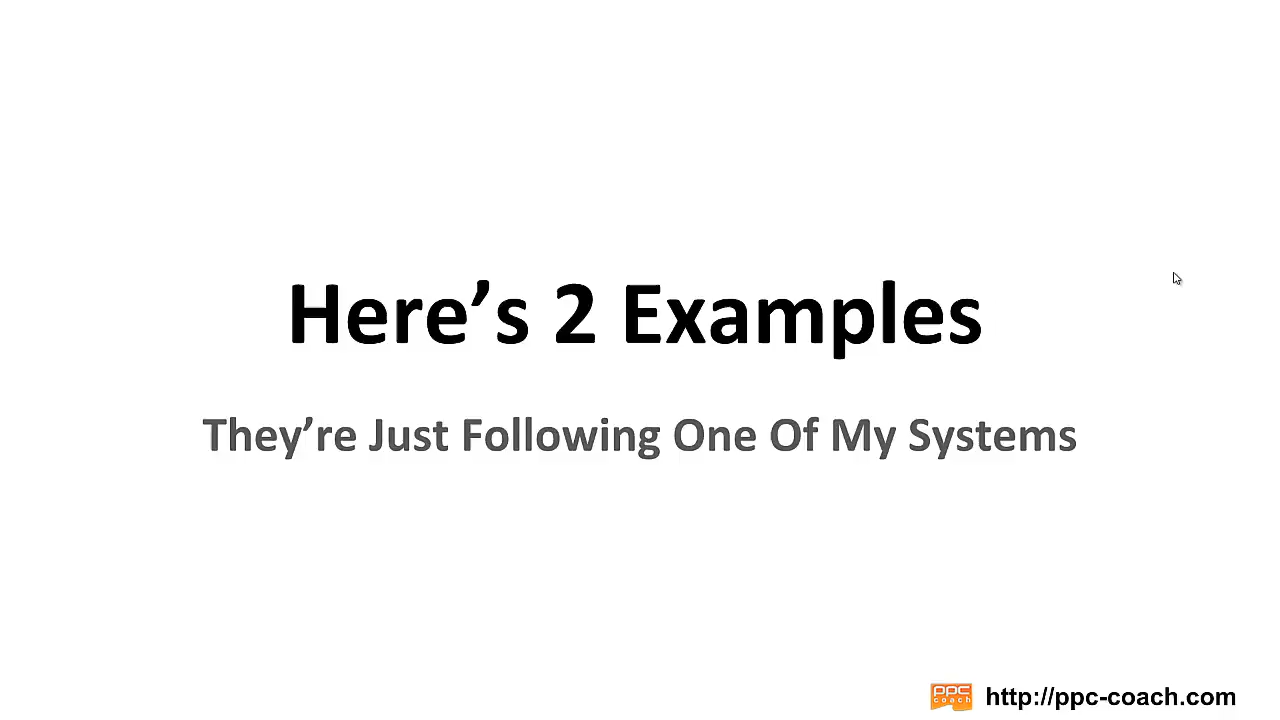 Here’s 2 Examples
They’re Just Following One Of My Systems
PPC
coach
http://ppc-coach.com